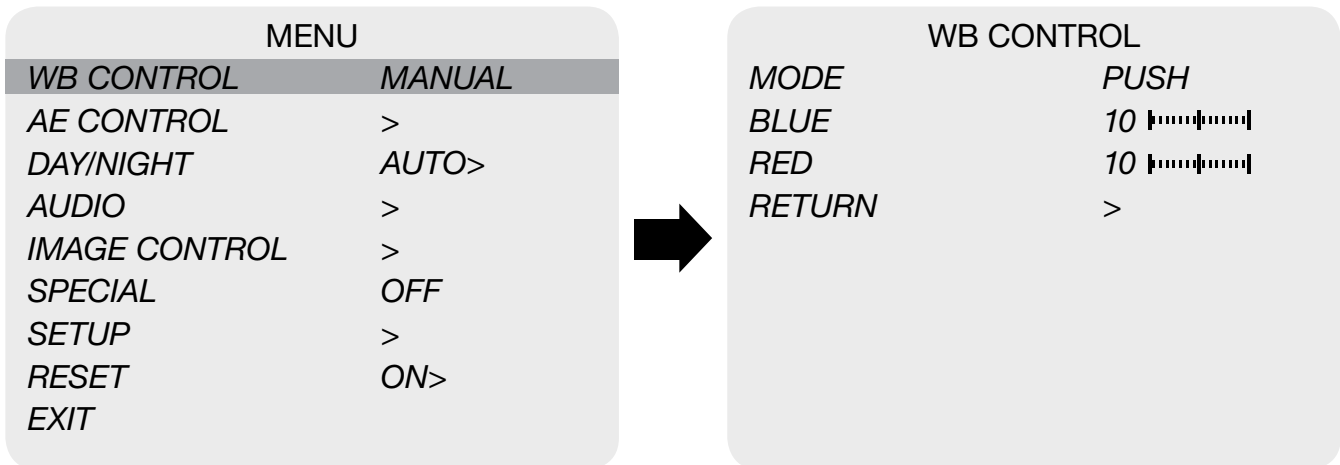 MENU
WB CONTROL MANUAL
AE CONTROL >
DAY/NIGHT AUTO>
AUDIO >
IMAGE CONTROL >
SPECIAL OFF
SETUP >
RESET ON>
EXIT
WB CONTROL
MODE PUSH
BLUE 10
RED 10
RETURN >